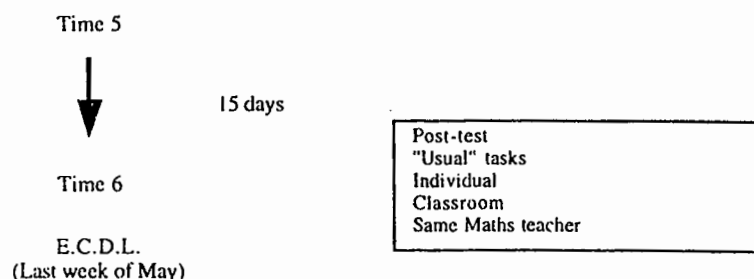 Time 5
15 days
Time 6
E.C.D.L.
(Last week of May)
Post-test
"Usual" tasks
Individual
Classroom
Same Maths teacher